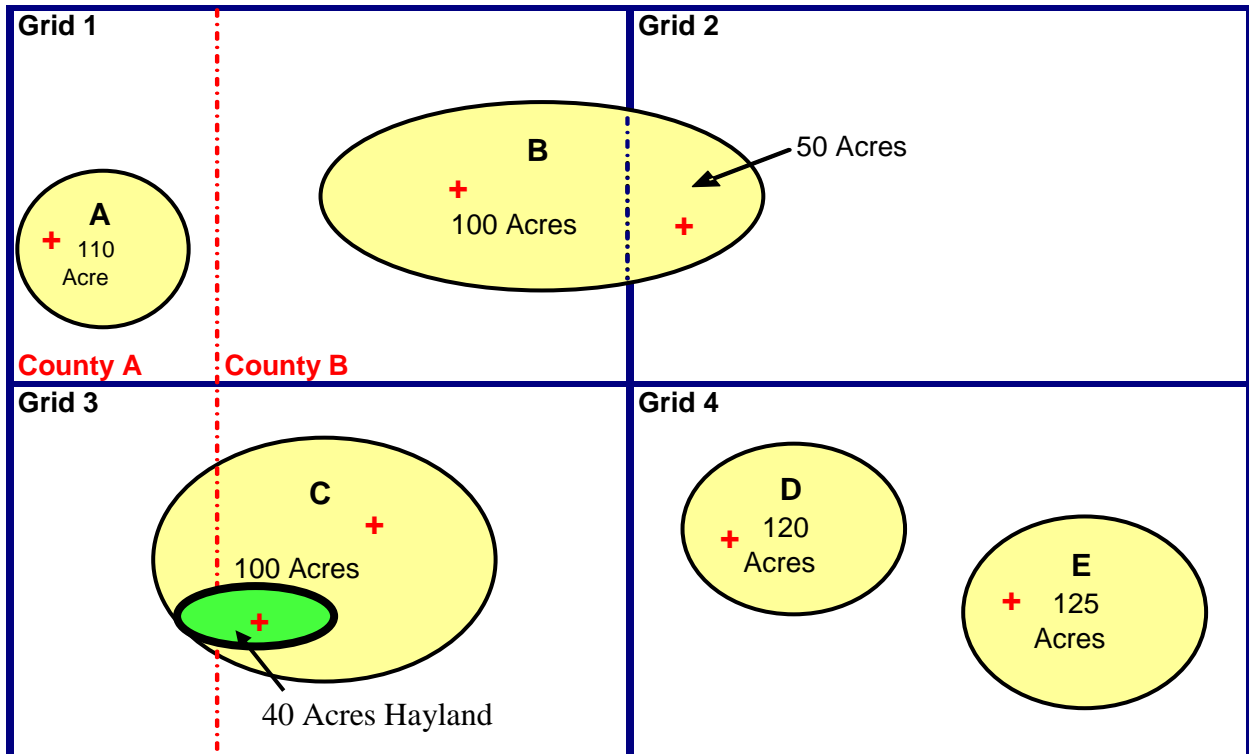 Grid 1
Grid 2
B
50 Acres
100 Acres
A
110
Acre
County A
County B
Grid 3
Grid 4
C
100 Acres
40 Acres Hayland
D
120
Acres
E
125
Acres